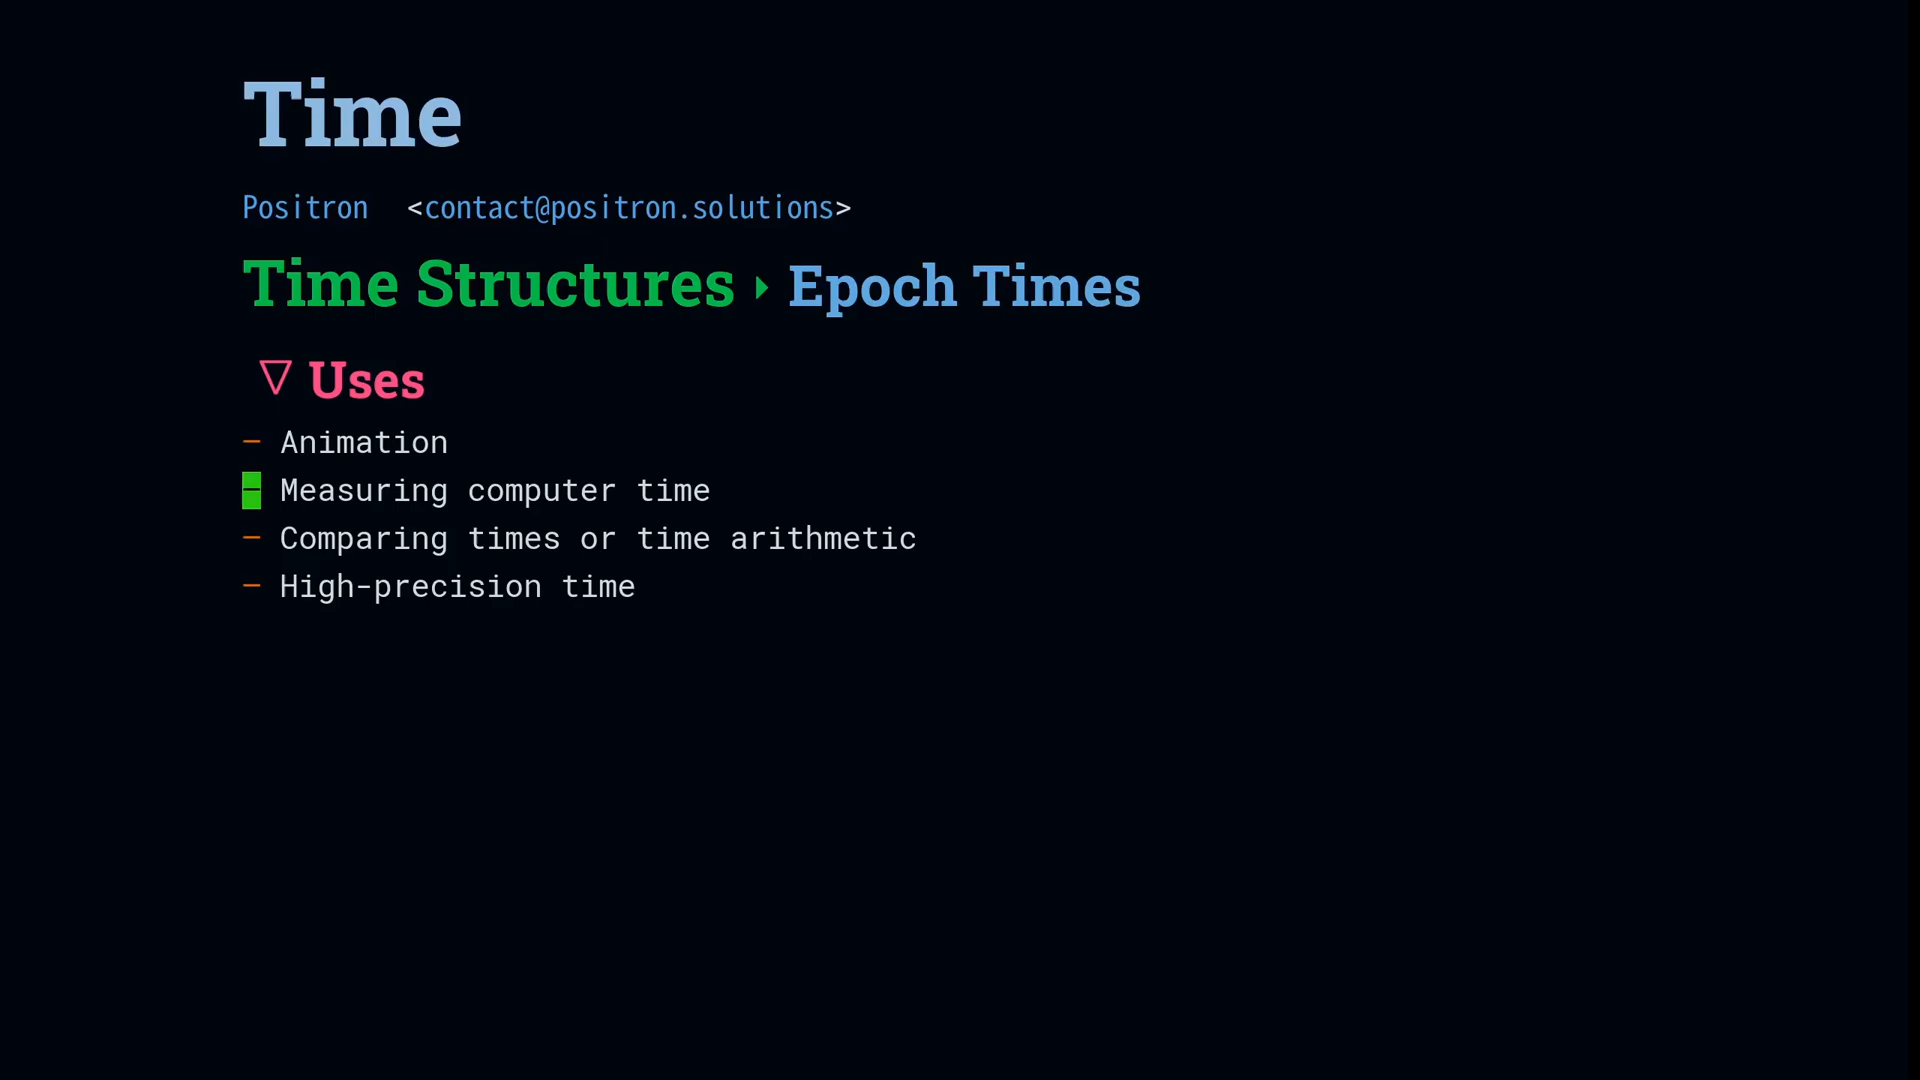 Time
Positron <contact@positron.solutions>
Time Structures ▸ Epoch Times
▽ Uses
– Animation
– Measuring computer time
– Comparing times or time arithmetic
– High-precision time